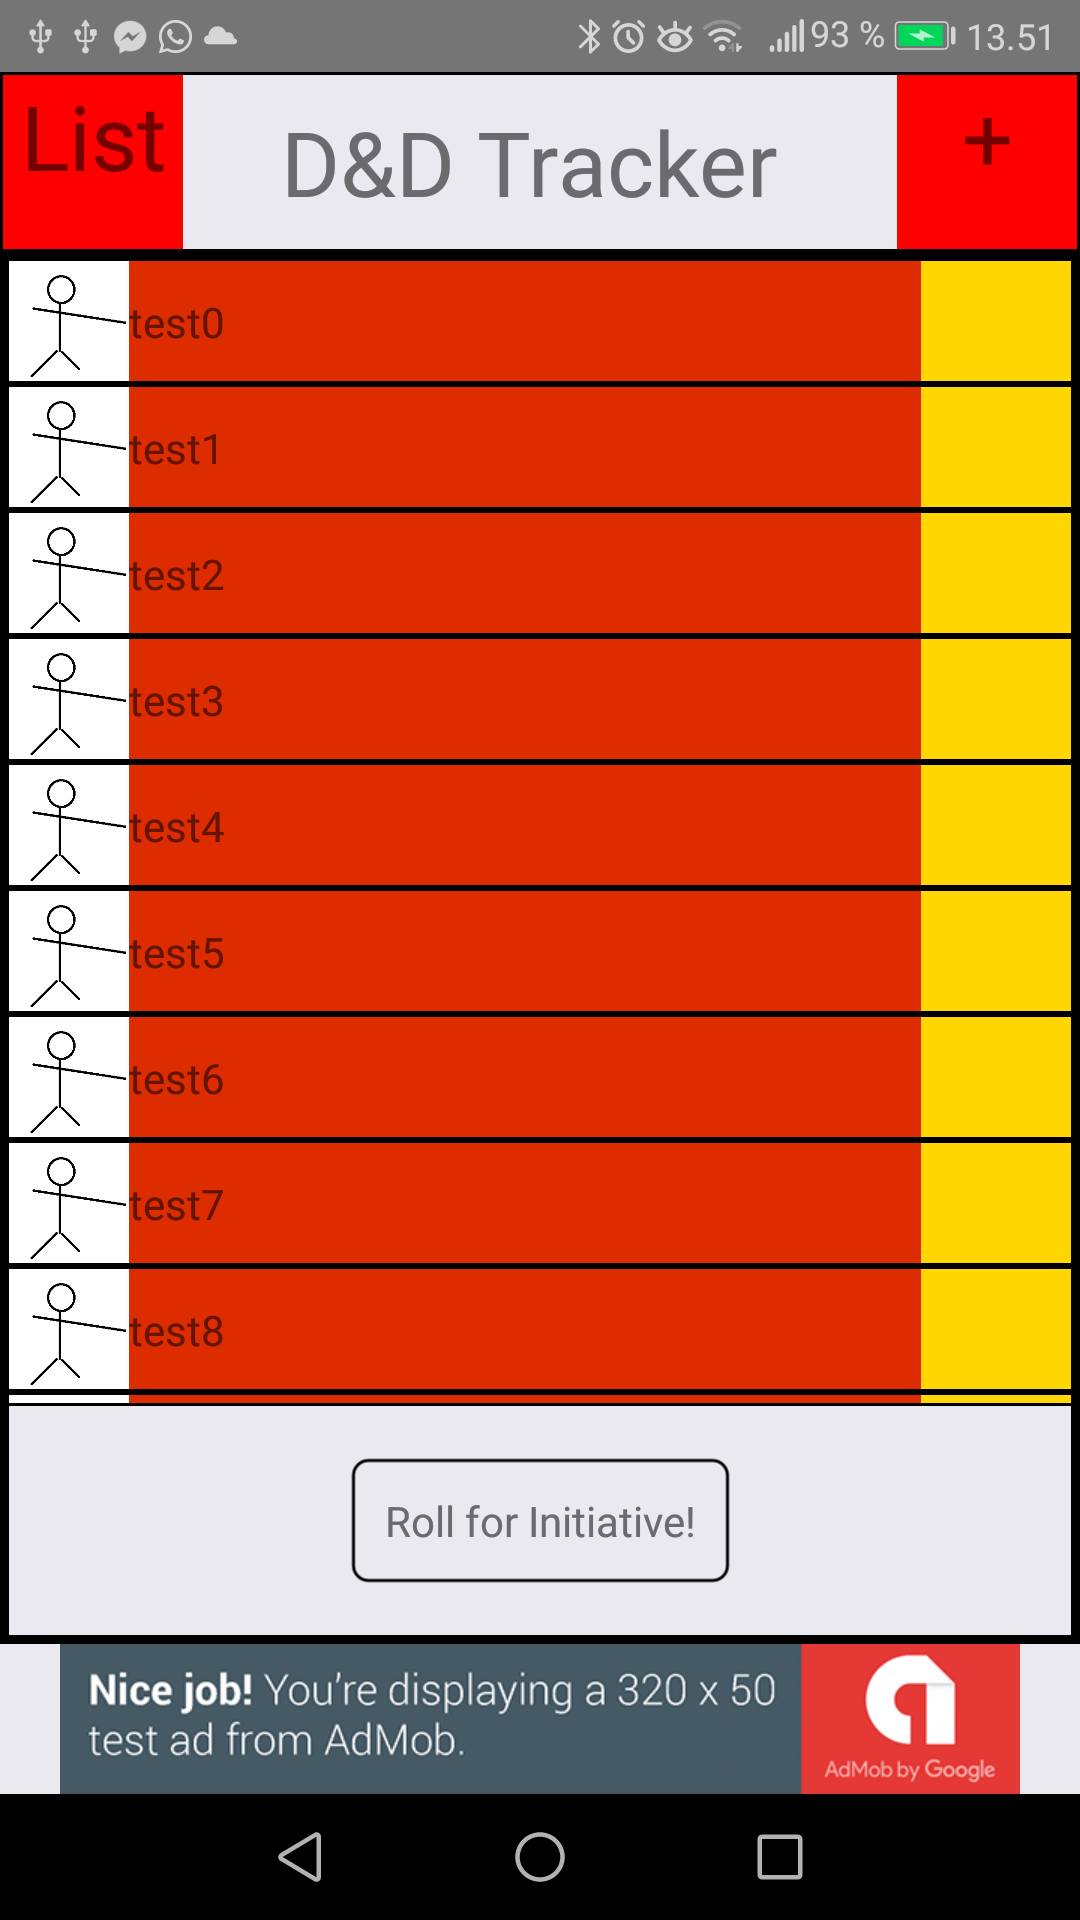 93 % 13.51
List D&D Tracker +
test0
test1
test2
test3
test4
test5
test6
test7
test8
Roll for Initiative!
Nice job! You're displaying a 320 x 50
test ad from AdMob.
AdMob by Google